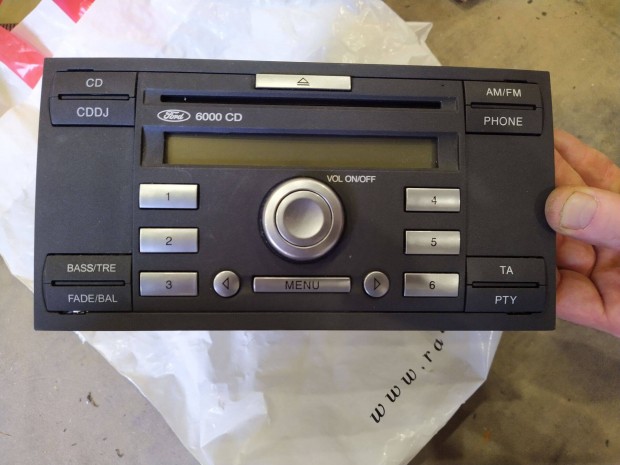 CD
CDDJ
Ford 6000 CD
AM/FM
PHONE
VOL ON/OFF
1
2
3
4
5
6
MENU
BASS/TRE
FADE/BAL
TA
PTY
www.ra